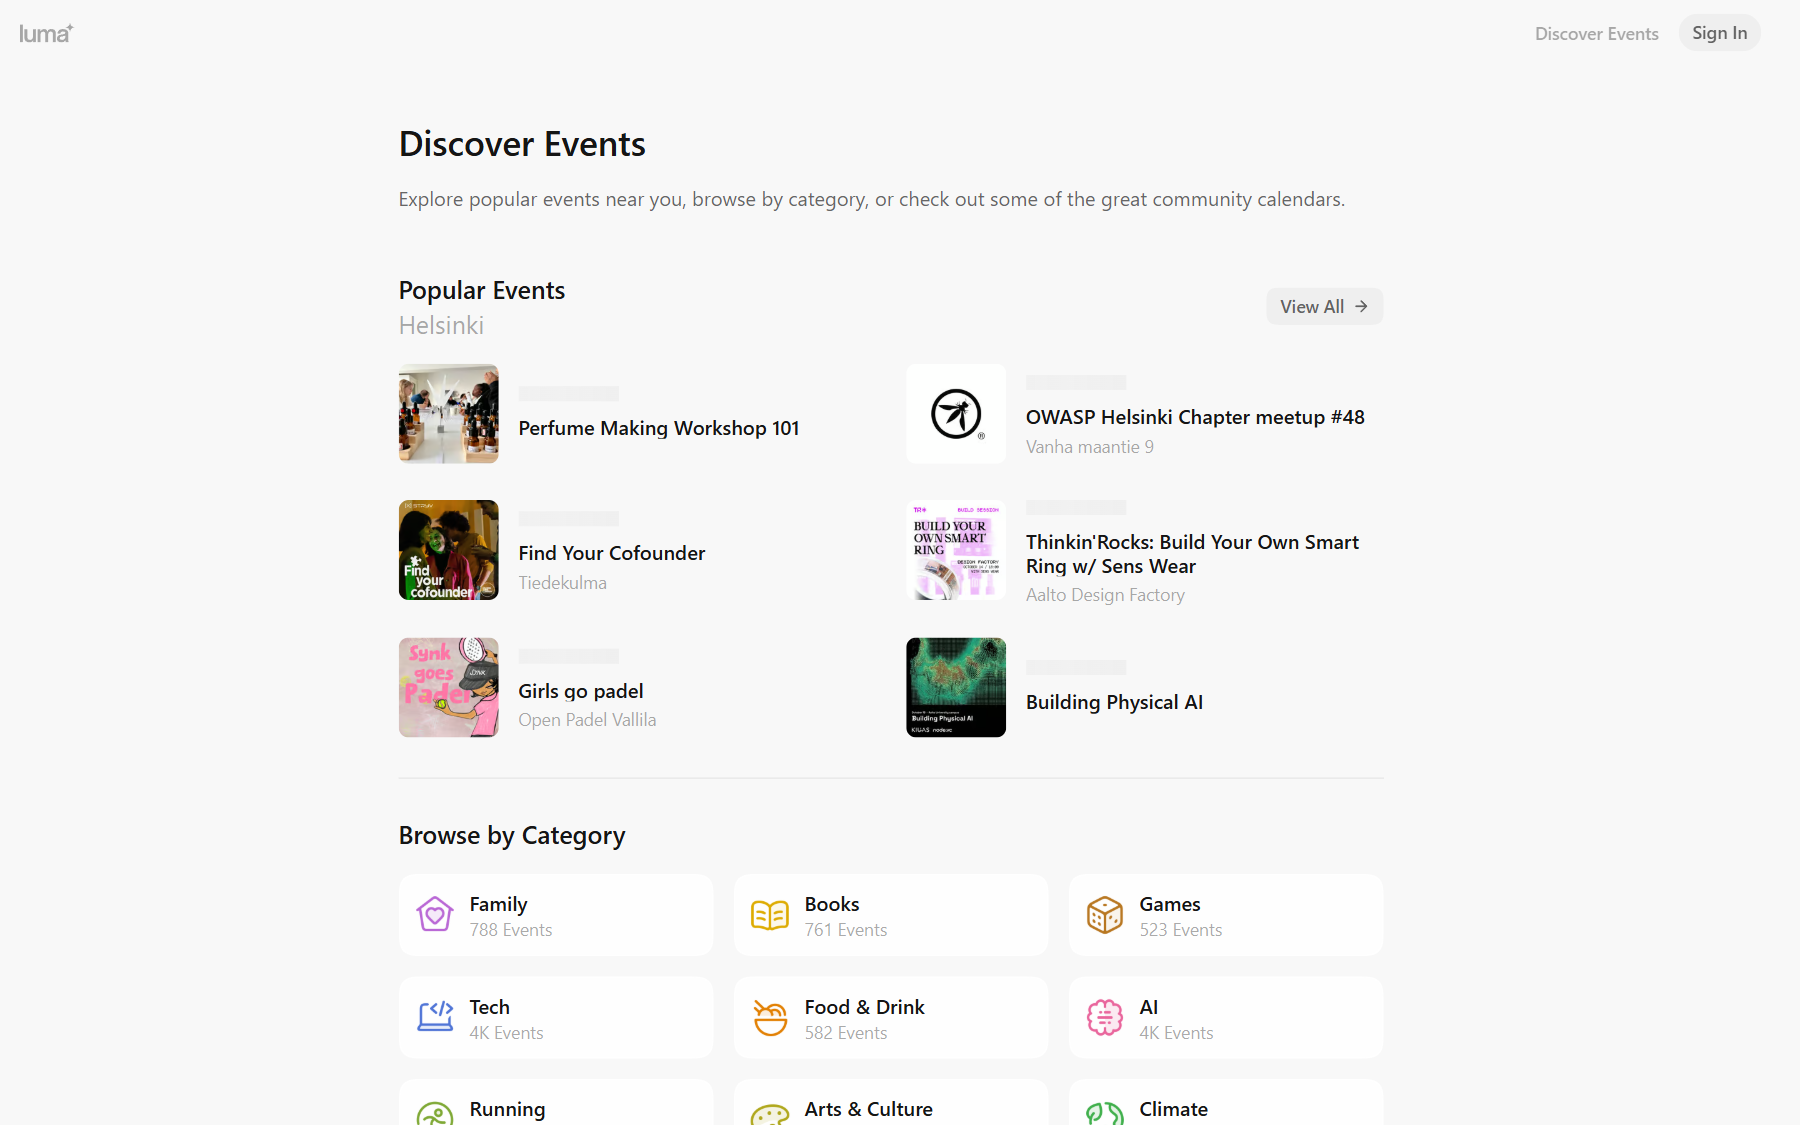 luma
Discover Events
Sign In
Discover Events
Explore popular events near you, browse by category, or check out some of the great community calendars.
Popular Events
Helsinki
View All
Perfume Making Workshop 101
OWASP Helsinki Chapter meetup #48
Vanha maantie 9
Find
your
cofounder
Find Your Cofounder
Tiedekulma
TR+ BUILD SESSION
BUILD YOUR
OWN SMART
RING
DESIGN FACTORY
Thinkin'Rocks: Build Your Own Smart
Ring w/ Sens Wear
Aalto Design Factory
Synk
goes
Padel
Girls go padel
Open Padel Vallila
Building Physical AI
Building Physical AI
Browse by Category
Family
788 Events
Books
761 Events
Games
523 Events
Tech
4K Events
Food & Drink
582 Events
AI
4K Events
Running
Arts & Culture
Climate